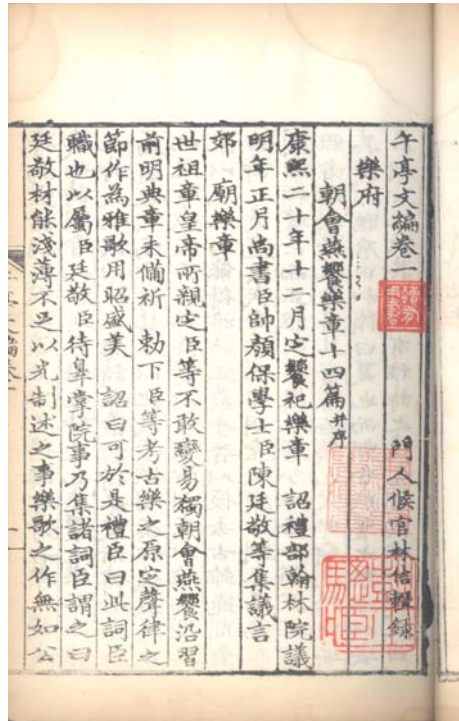 午亭文編卷一
門人候官林佶輯錄
樂府
朝會燕饗樂章十四篇并序
康熙二十年十二月定饗祀樂章 詔禮部翰林院議
明年正月尚書臣帥顏保學士臣陳廷敬等集議言
郊 廟樂章
世祖章皇帝所親定臣等不敢變易獨朝會燕饗沿習
前明典章未備祈 勅下臣等考古樂之原定聲律之
節作為雅歌用昭盛美 詔曰可於是禮臣曰此詞臣
職也以屬臣廷敬臣待罪掌院事乃集諸詞臣謂之曰
廷敬材能淺薄不足以光制述之事樂歌之作無如公